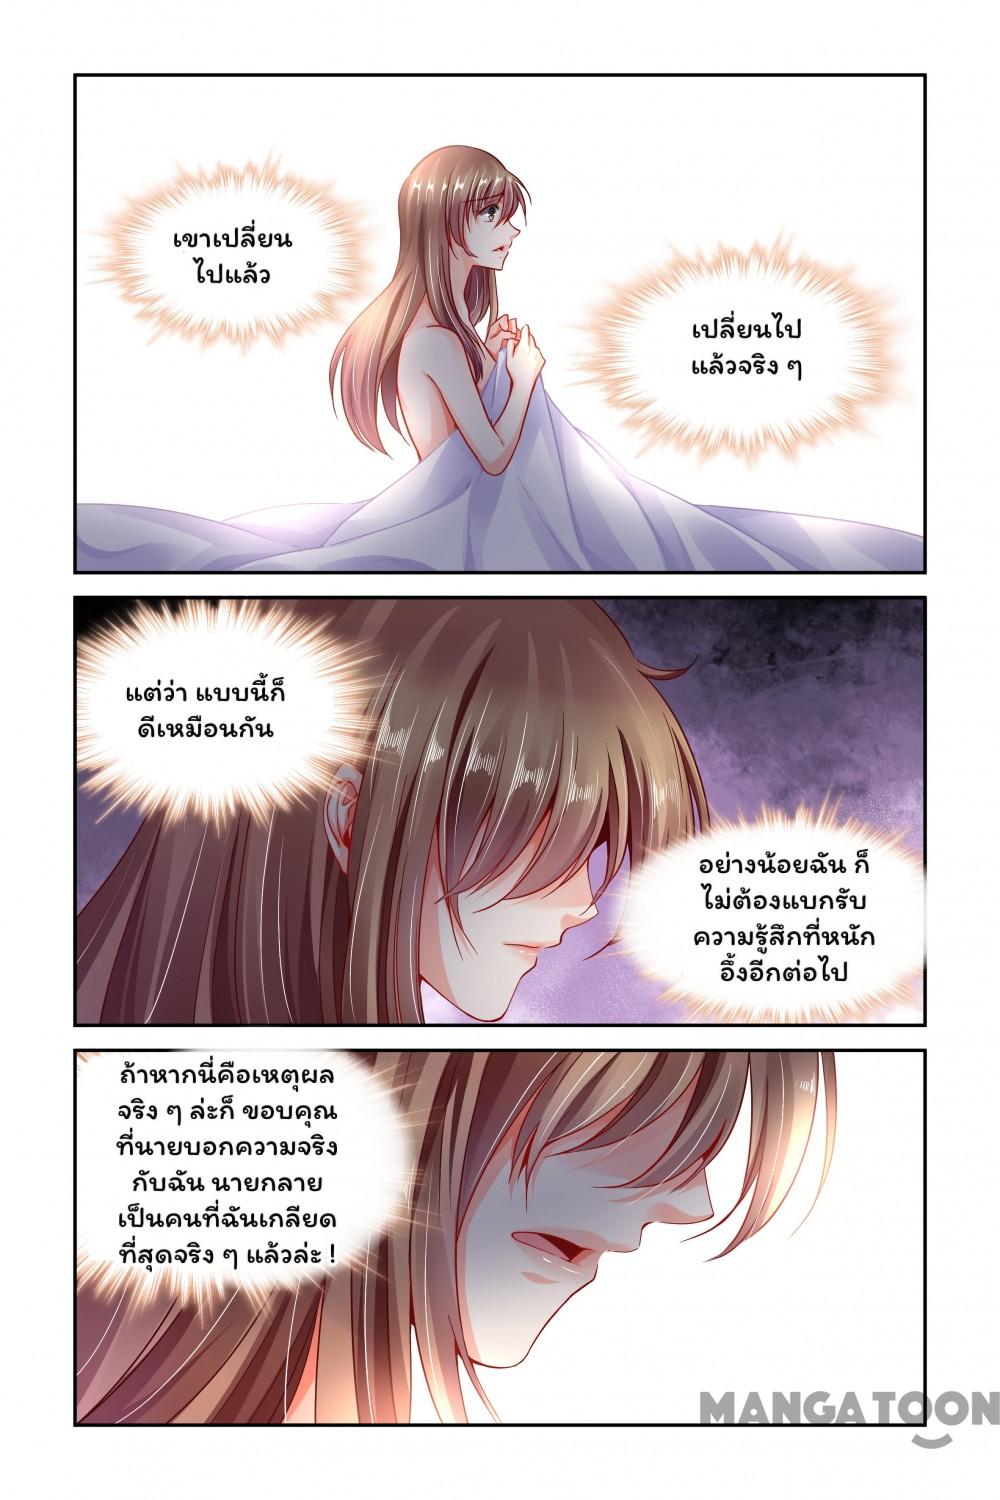 เขาเปลี่ยน
ไปแล้ว
เปลี่ยนไป
แล้วจริง ๆ
แต่ว่า แบบนี้ก็
ดีเหมือนกัน
อย่างน้อยฉัน ก็
ไม่ต้องแบกรับ
ความรู้สึกที่หนัก
อึ้งอีกต่อไป
ถ้าหากนี่คือเหตุผล
จริง ๆ ล่ะก็ ขอบคุณ
ที่นายบอกความจริง
กับฉัน นายกลาย
เป็นคนที่ฉันเกลียด
ที่สุดจริง ๆ แล้วล่ะ !
MANGATOON